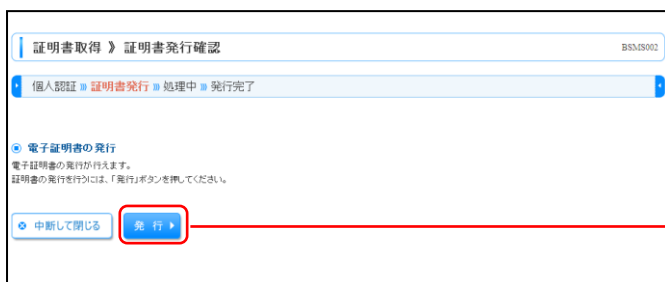 証明書取得 》 証明書発行確認
BSMS002
個人認証 ››› 証明書発行 ››› 処理中 ››› 発行完了
電子証明書の発行
電子証明書の発行が行えます。
証明書の発行を行うには、「発行」ボタンを押してください。
中断して閉じる
発 行